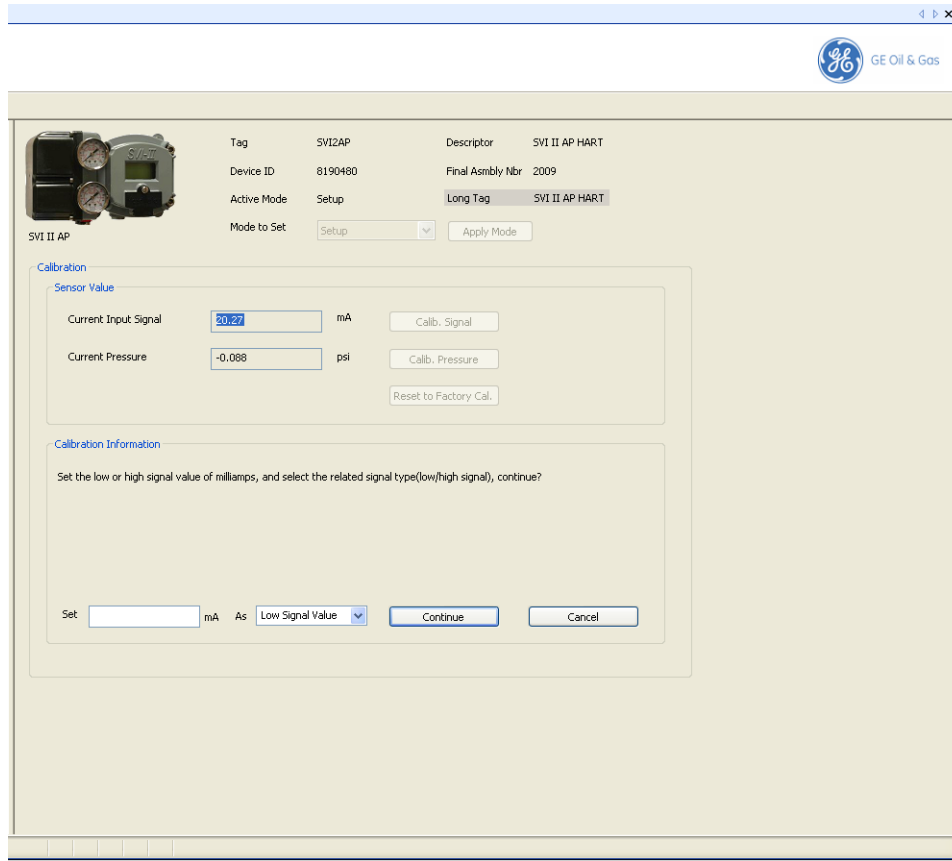 GE Oil & Gas
Tag SVI2AP Descriptor SVI II AP HART
Device ID 8190480 Final Asmbly Nbr 2009
Active Mode Setup Long Tag SVI II AP HART
Mode to Set Setup Apply Mode
SVI-II
SVI II AP
Calibration
Sensor Value
Current Input Signal 20.27 mA Calib. Signal
Current Pressure -0.088 psi Calib. Pressure
Reset to Factory Cal.
Calibration Information
Set the low or high signal value of milliamps, and select the related signal type(low/high signal), continue?
Set mA As Low Signal Value Continue Cancel